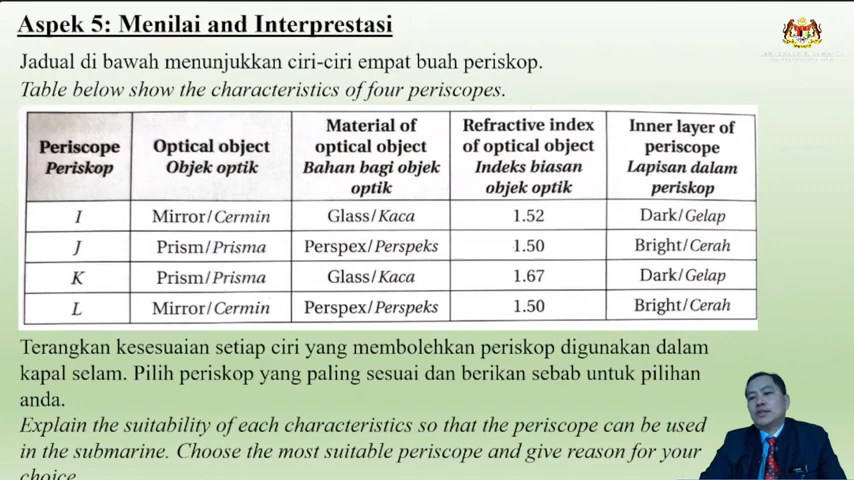 Aspek 5: Menilai and Interprestasi
Jadual di bawah menunjukkan ciri-ciri empat buah periskop.
Table below show the characteristics of four periscopes.
Periscope
Periskop
Optical object
Objek optik
Material of
optical object
Bahan bagi objek
optik
Refractive index
of optical object
Indeks biasan
objek optik
Inner layer of
periscope
Lapisan dalam
periskop
I Mirror/Cermin Glass/Kaca 1.52 Dark/Gelap
J Prism/Prisma Perspex/Perspeks 1.50 Bright/Cerah
K Prism/Prisma Glass/Kaca 1.67 Dark/Gelap
L Mirror/Cermin Perspex/Perspeks 1.50 Bright/Cerah
Terangkan kesesuaian setiap ciri yang membolehkan periskop digunakan dalam
kapal selam. Pilih periskop yang paling sesuai dan berikan sebab untuk pilihan
anda.
Explain the suitability of each characteristics so that the periscope can be used
in the submarine. Choose the most suitable periscope and give reason for your
choice